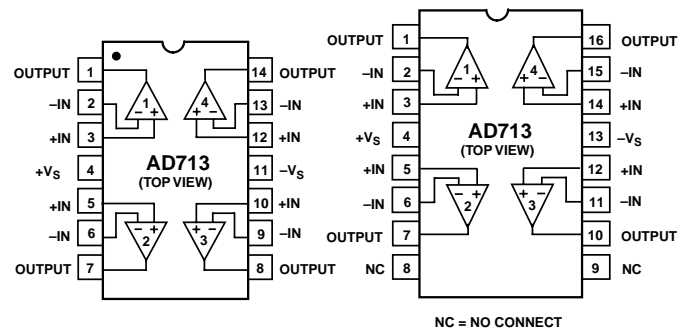 OUTPUT 1 14 OUTPUT
–IN 2 – + 1 4 + – 13 –IN
+IN 3 12 +IN
+VS 4 AD713 11 –VS
(TOP VIEW)
+IN 5 10 +IN
–IN 6 – + 2 3 + – 9 –IN
OUTPUT 7 8 OUTPUT
OUTPUT 1 16 OUTPUT
–IN 2 – + 1 4 + – 15 –IN
+IN 3 14 +IN
+VS 4 AD713 13 –VS
(TOP VIEW)
+IN 5 12 +IN
–IN 6 – + 2 3 + – 11 –IN
OUTPUT 7 10 OUTPUT
NC 8 9 NC
NC = NO CONNECT